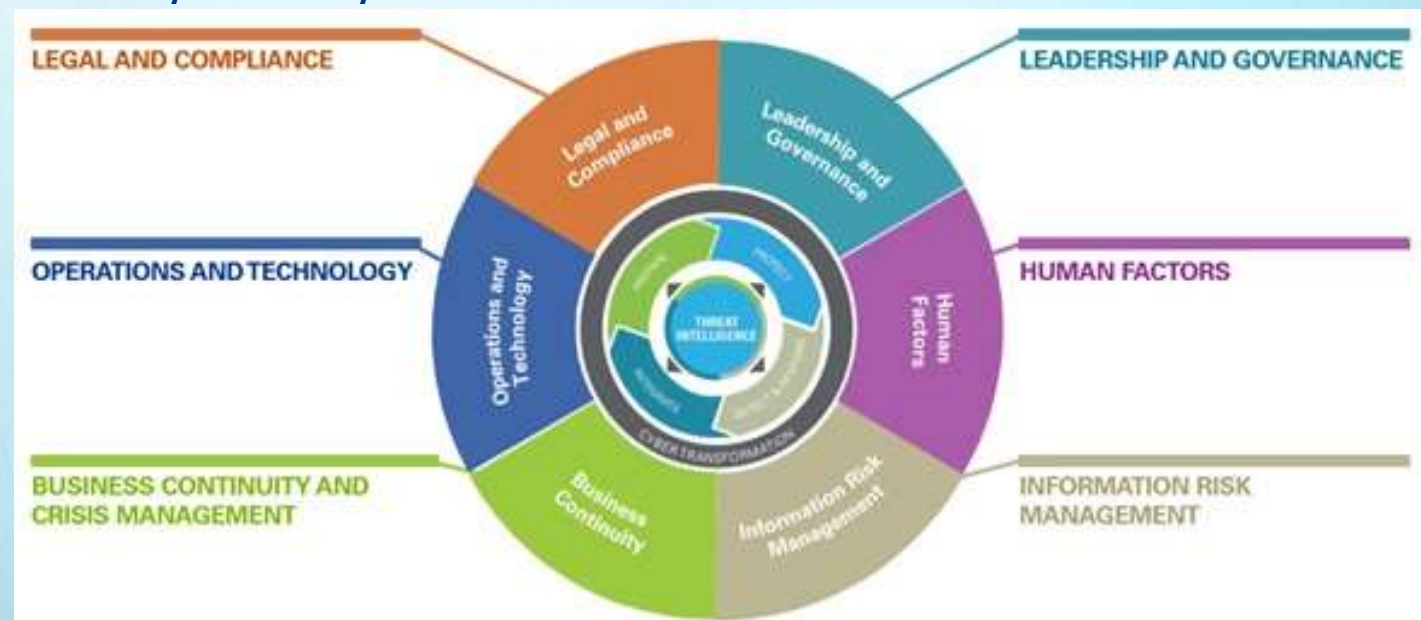 LEGAL AND COMPLIANCE
LEADERSHIP AND GOVERNANCE
Legal and
Compliance
Leadership and
Governance
OPERATIONS AND TECHNOLOGY
HUMAN FACTORS
Operations and
Technology
Human
Factors
PROTECT
THREAT
INTELLIGENCE
INTEGRATE
CYBER TRANSFORMATION
BUSINESS CONTINUITY AND
CRISIS MANAGEMENT
INFORMATION RISK
MANAGEMENT
Business
Continuity
Information Risk
Management